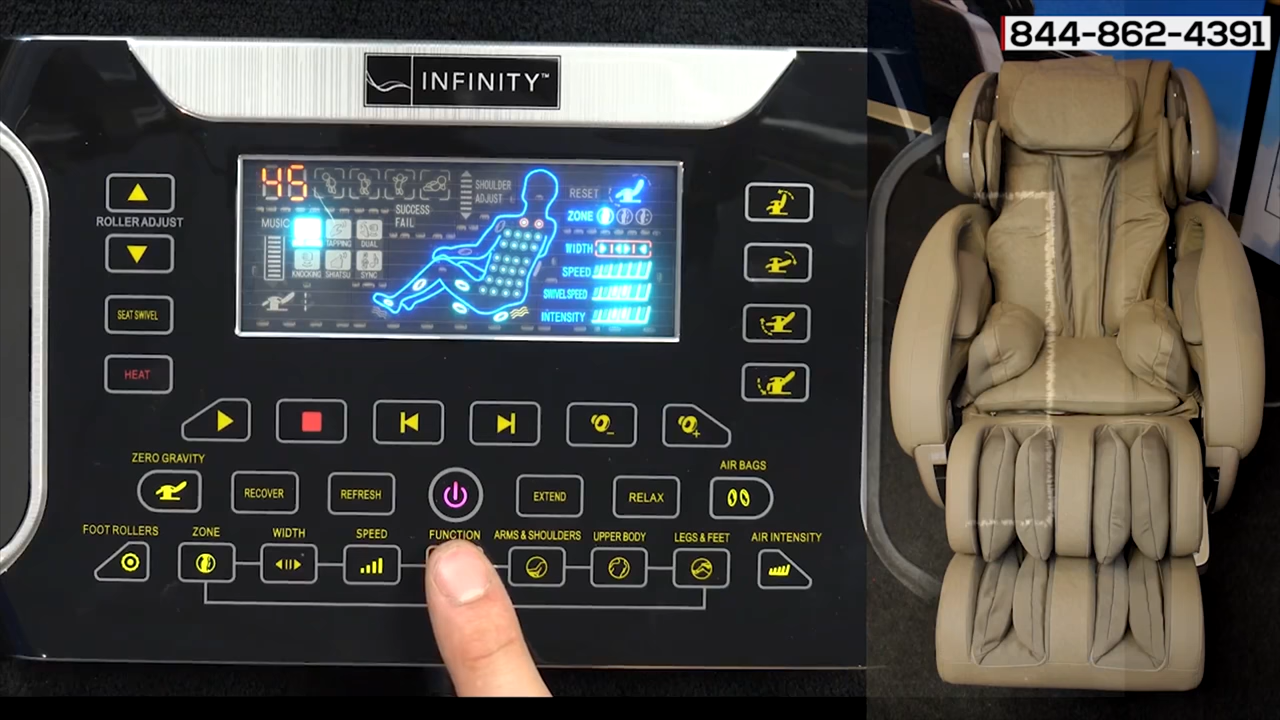 844-862-4391
INFINITY™
46
SHOULDER
ADJUST
RESET
SUCCESS
FAIL
ZONE
MUSIC
TAPPING DUAL
WIDTH
KNOCKING SHIATSU SYNC
SPEED
SWIVEL SPEED
INTENSITY
ROLLER ADJUST
SEAT SWIVEL
HEAT
ZERO GRAVITY
AIR BAGS
RECOVER
REFRESH
EXTEND
RELAX
FOOT ROLLERS
ZONE
WIDTH
SPEED
FUNCTION
ARMS & SHOULDERS
UPPER BODY
LEGS & FEET
AIR INTENSITY